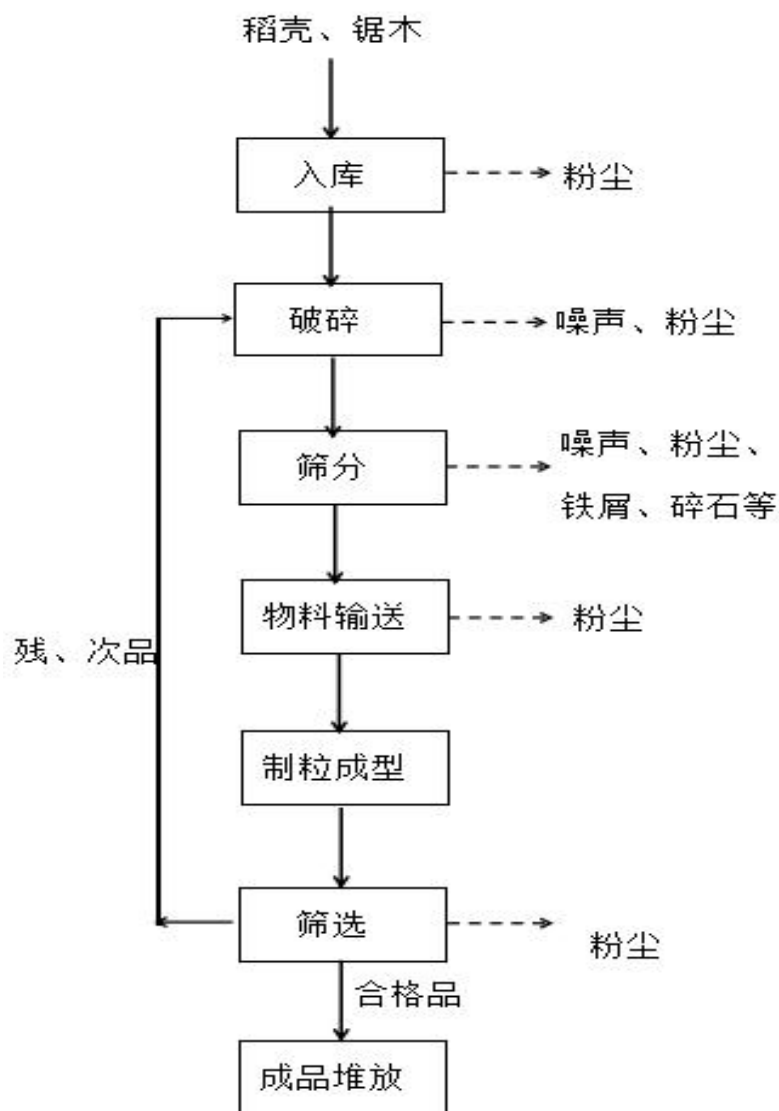 稻壳、锯木
入库
粉尘
破碎
噪声、粉尘
筛分
噪声、粉尘、
铁屑、碎石等
物料输送
粉尘
残、次品
制粒成型
筛选
粉尘
合格品
成品堆放